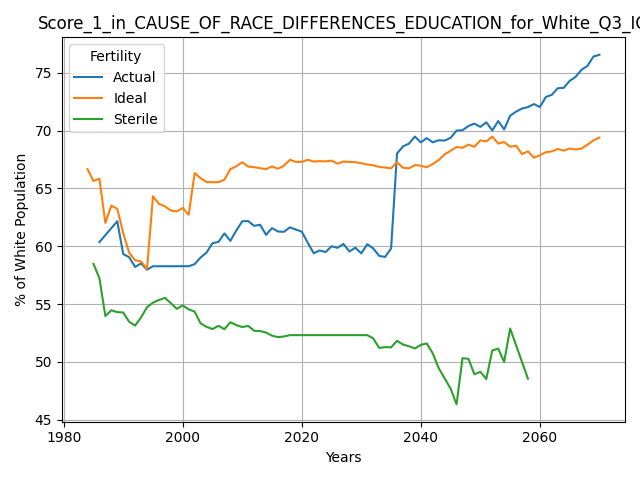 Score_1_in_CAUSE_OF_RACE_DIFFERENCES_EDUCATION_for_White_Q3_IC
Fertility
Actual
Ideal
Sterile
% of White Population
75
70
65
60
55
50
45
1980
2000
2020
2040
2060
Years